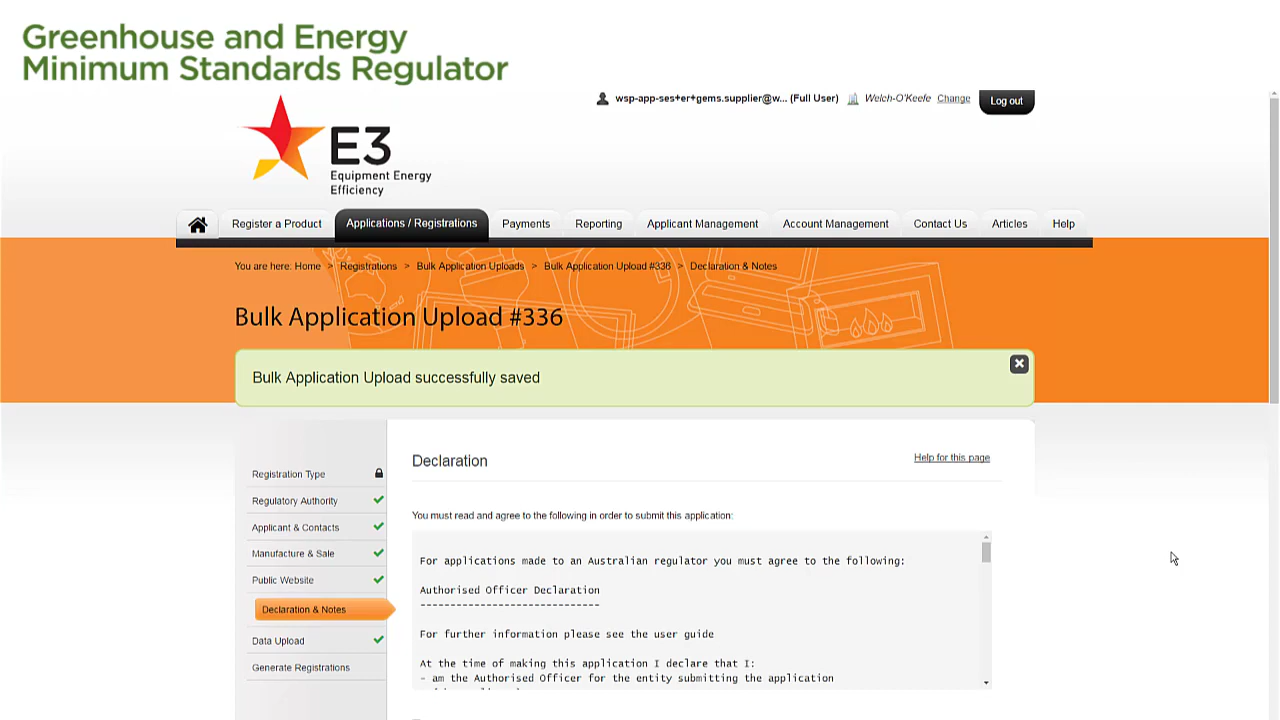 Greenhouse and Energy
Minimum Standards Regulator
wsp-app-ses+er+gems.supplier@w... (Full User) Welch-O'Keefe Change Log out
E3
Equipment Energy
Efficiency
Register a Product Applications / Registrations Payments Reporting Applicant Management Account Management Contact Us Articles Help
You are here: Home > Registrations > Bulk Application Uploads > Bulk Application Upload #336 > Declaration & Notes
Bulk Application Upload #336
Bulk Application Upload successfully saved
Registration Type
Regulatory Authority
Applicant & Contacts
Manufacture & Sale
Public Website
Declaration & Notes
Data Upload
Generate Registrations
Declaration
Help for this page
You must read and agree to the following in order to submit this application:
For applications made to an Australian regulator you must agree to the following:
Authorised Officer Declaration
------------------------------
For further information please see the user guide
At the time of making this application I declare that I:
- am the Authorised Officer for the entity submitting the application